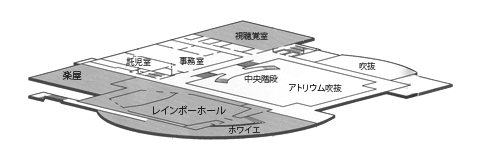 視聴覚室
託児室
事務室
吹抜
楽屋
中央階段
アトリウム吹抜
レインボーホール
ホワイエ